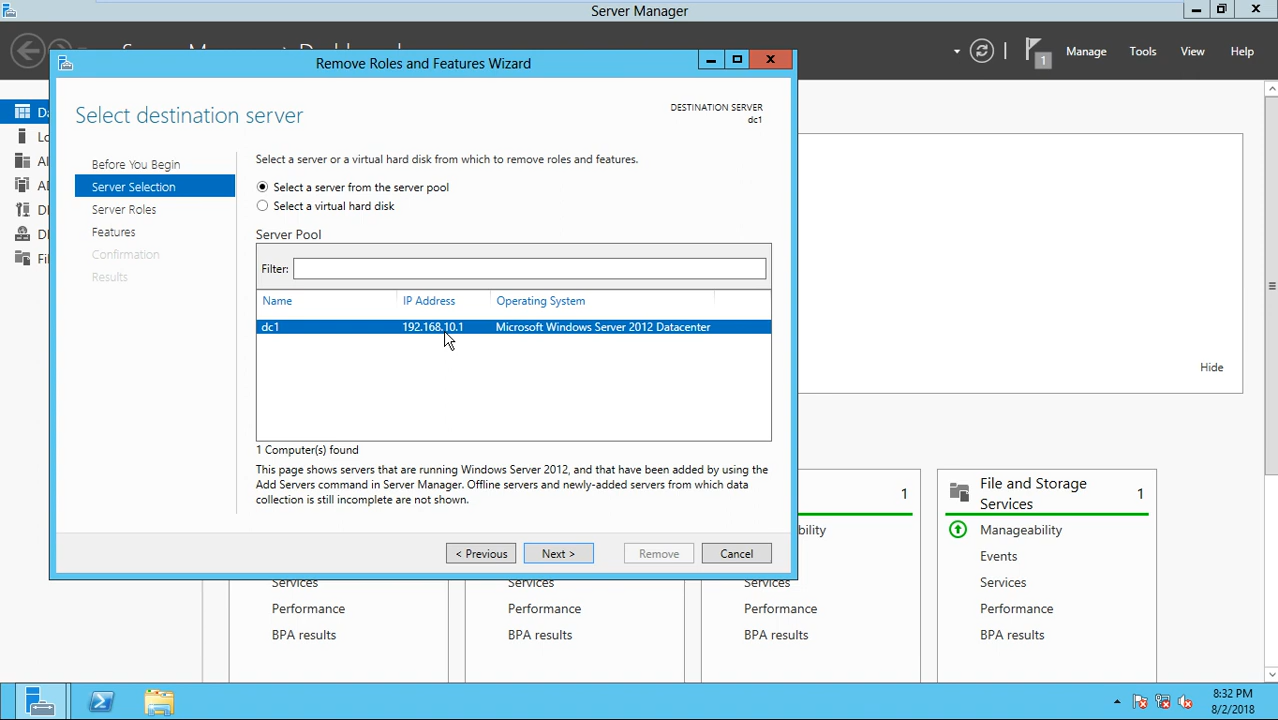 Server Manager
1
Manage
Tools
View
Help
Remove Roles and Features Wizard
Select destination server
DESTINATION SERVER
dc1
Before You Begin
Server Selection
Server Roles
Features
Confirmation
Results
Select a server or a virtual hard disk from which to remove roles and features.
Select a server from the server pool
Select a virtual hard disk
Server Pool
Filter:
Name IP Address Operating System
dc1 192.168.10.1 Microsoft Windows Server 2012 Datacenter
1 Computer(s) found
This page shows servers that are running Windows Server 2012, and that have been added by using the
Add Servers command in Server Manager. Offline servers and newly-added servers from which data
collection is still incomplete are not shown.
< Previous
Next >
Remove
Cancel
Hide
1
File and Storage
Services
1
Manageability
Events
Services
Performance
BPA results
Services
Performance
BPA results
Services
Performance
BPA results
Services
Performance
BPA results
8:32 PM
8/2/2018